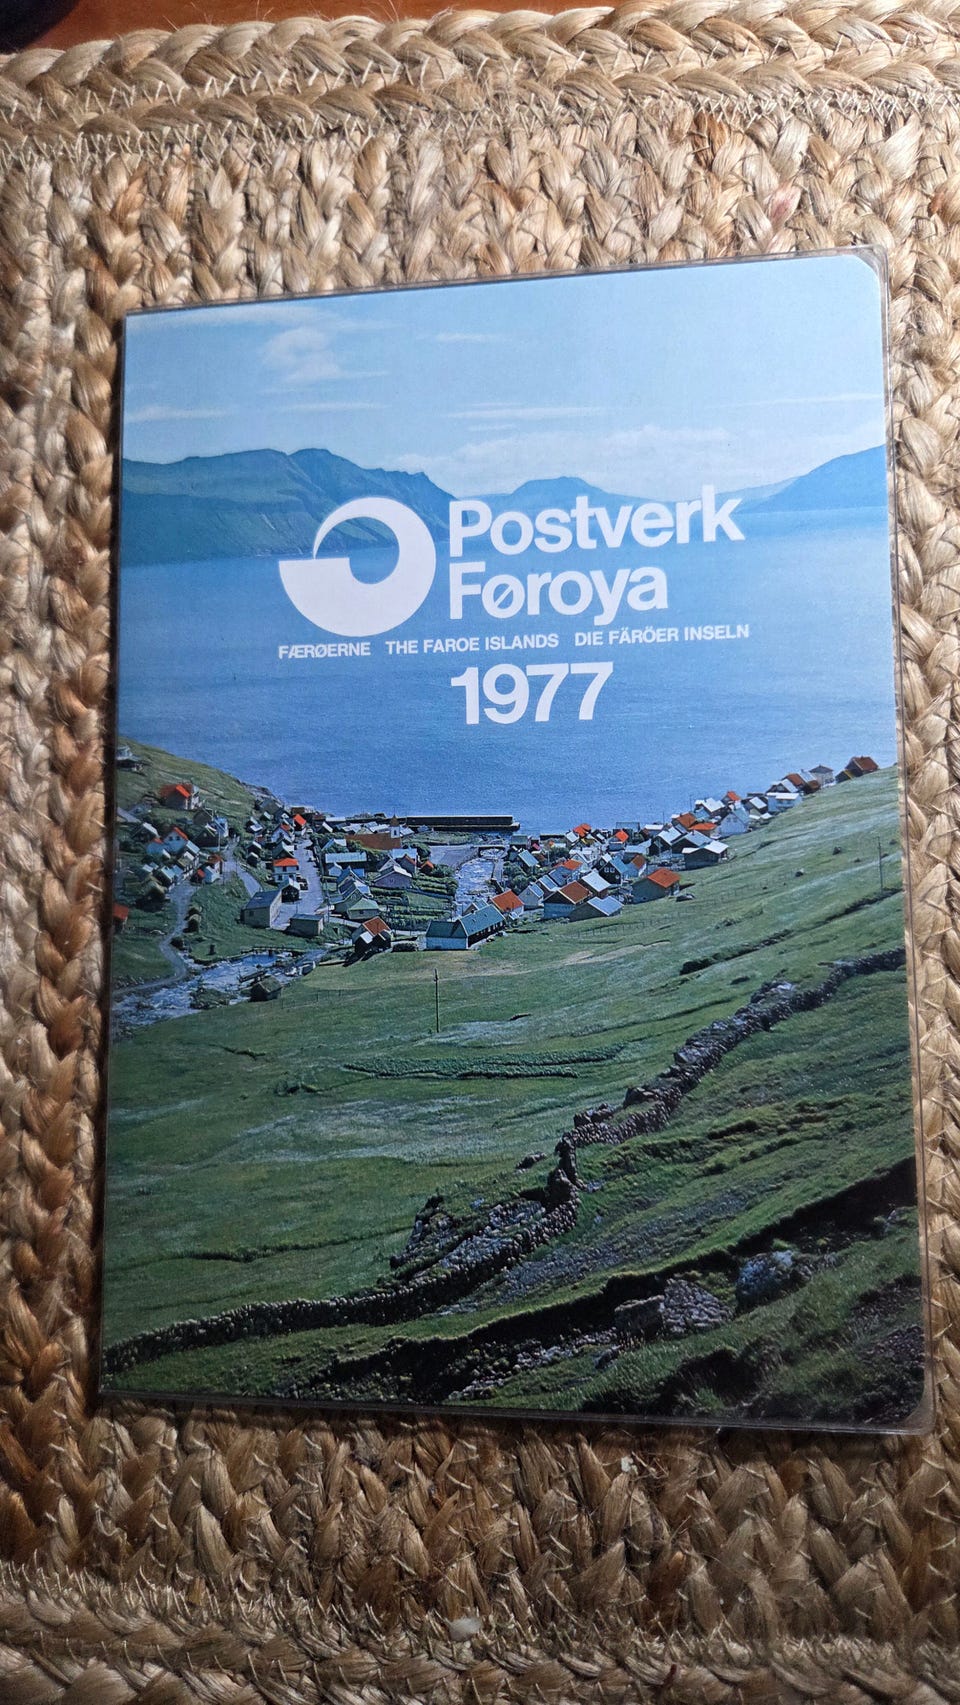 Postverk
Føroya
FÆRØERNE THE FAROE ISLANDS DIE FÄRÖER INSELN
1977